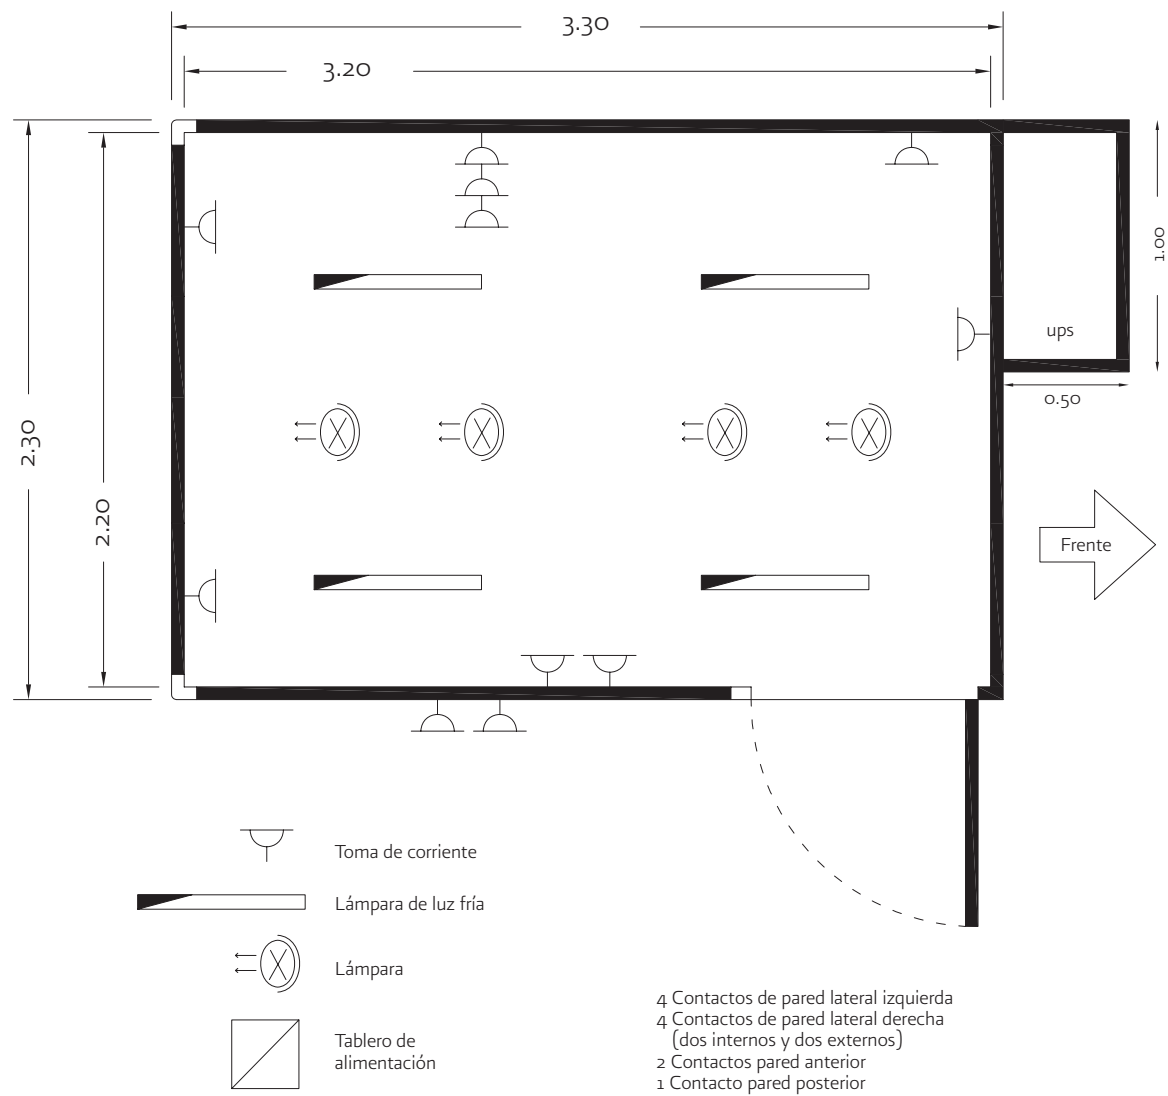 3.30
3.20
1.00
ups
0.50
2.30
2.20
Frente
Toma de corriente
Lámpara de luz fría
Lámpara
Tablero de
alimentación
4 Contactos de pared lateral izquierda
4 Contactos de pared lateral derecha
(dos internos y dos externos)
2 Contactos pared anterior
1 Contacto pared posterior